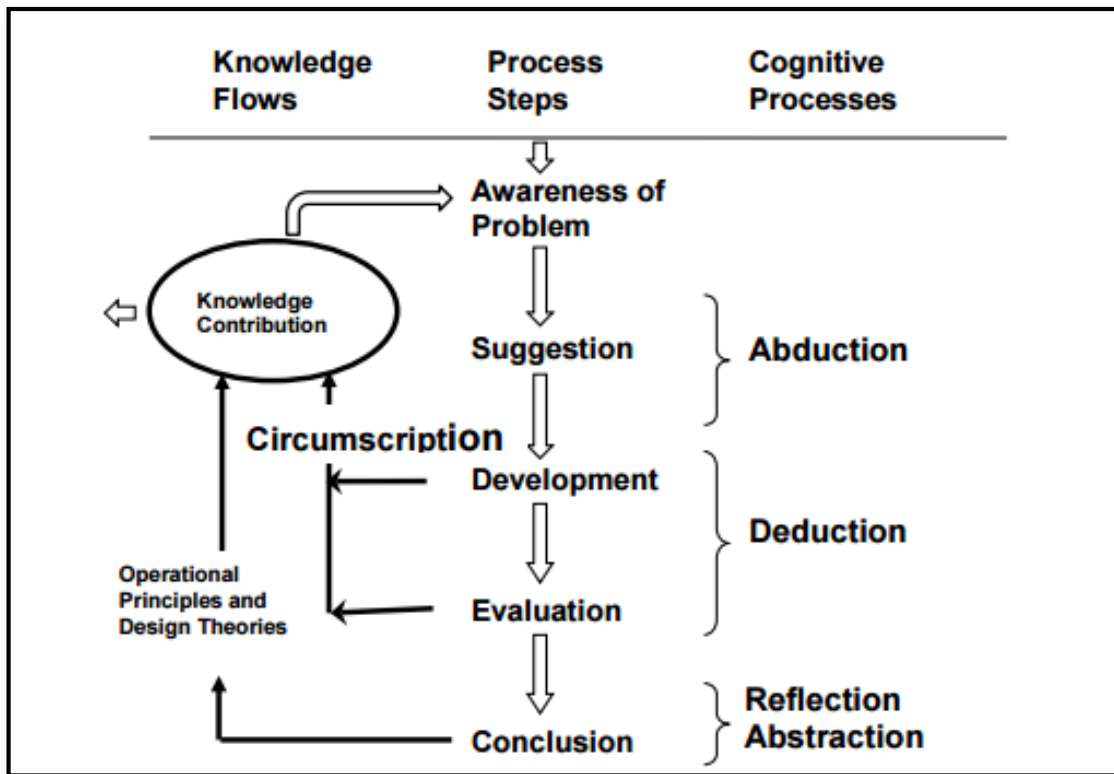 Knowledge
Flows
Process
Steps
Cognitive
Processes
Awareness of
Problem
Knowledge
Contribution
Suggestion
Abduction
Circumscription
Development
Deduction
Operational
Principles and
Design Theories
Evaluation
Reflection
Abstraction
Conclusion